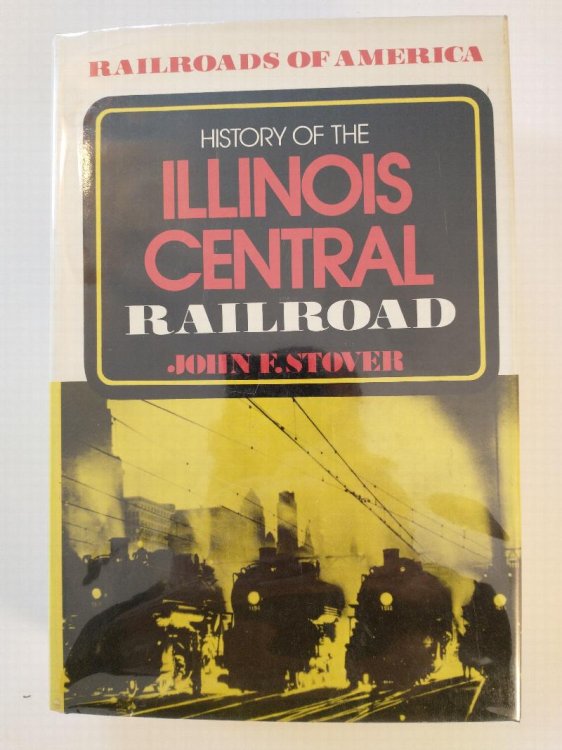 RAILROADS OF AMERICA
HISTORY OF THE
ILLINOIS
CENTRAL
RAILROAD
JOHN F. STOVER